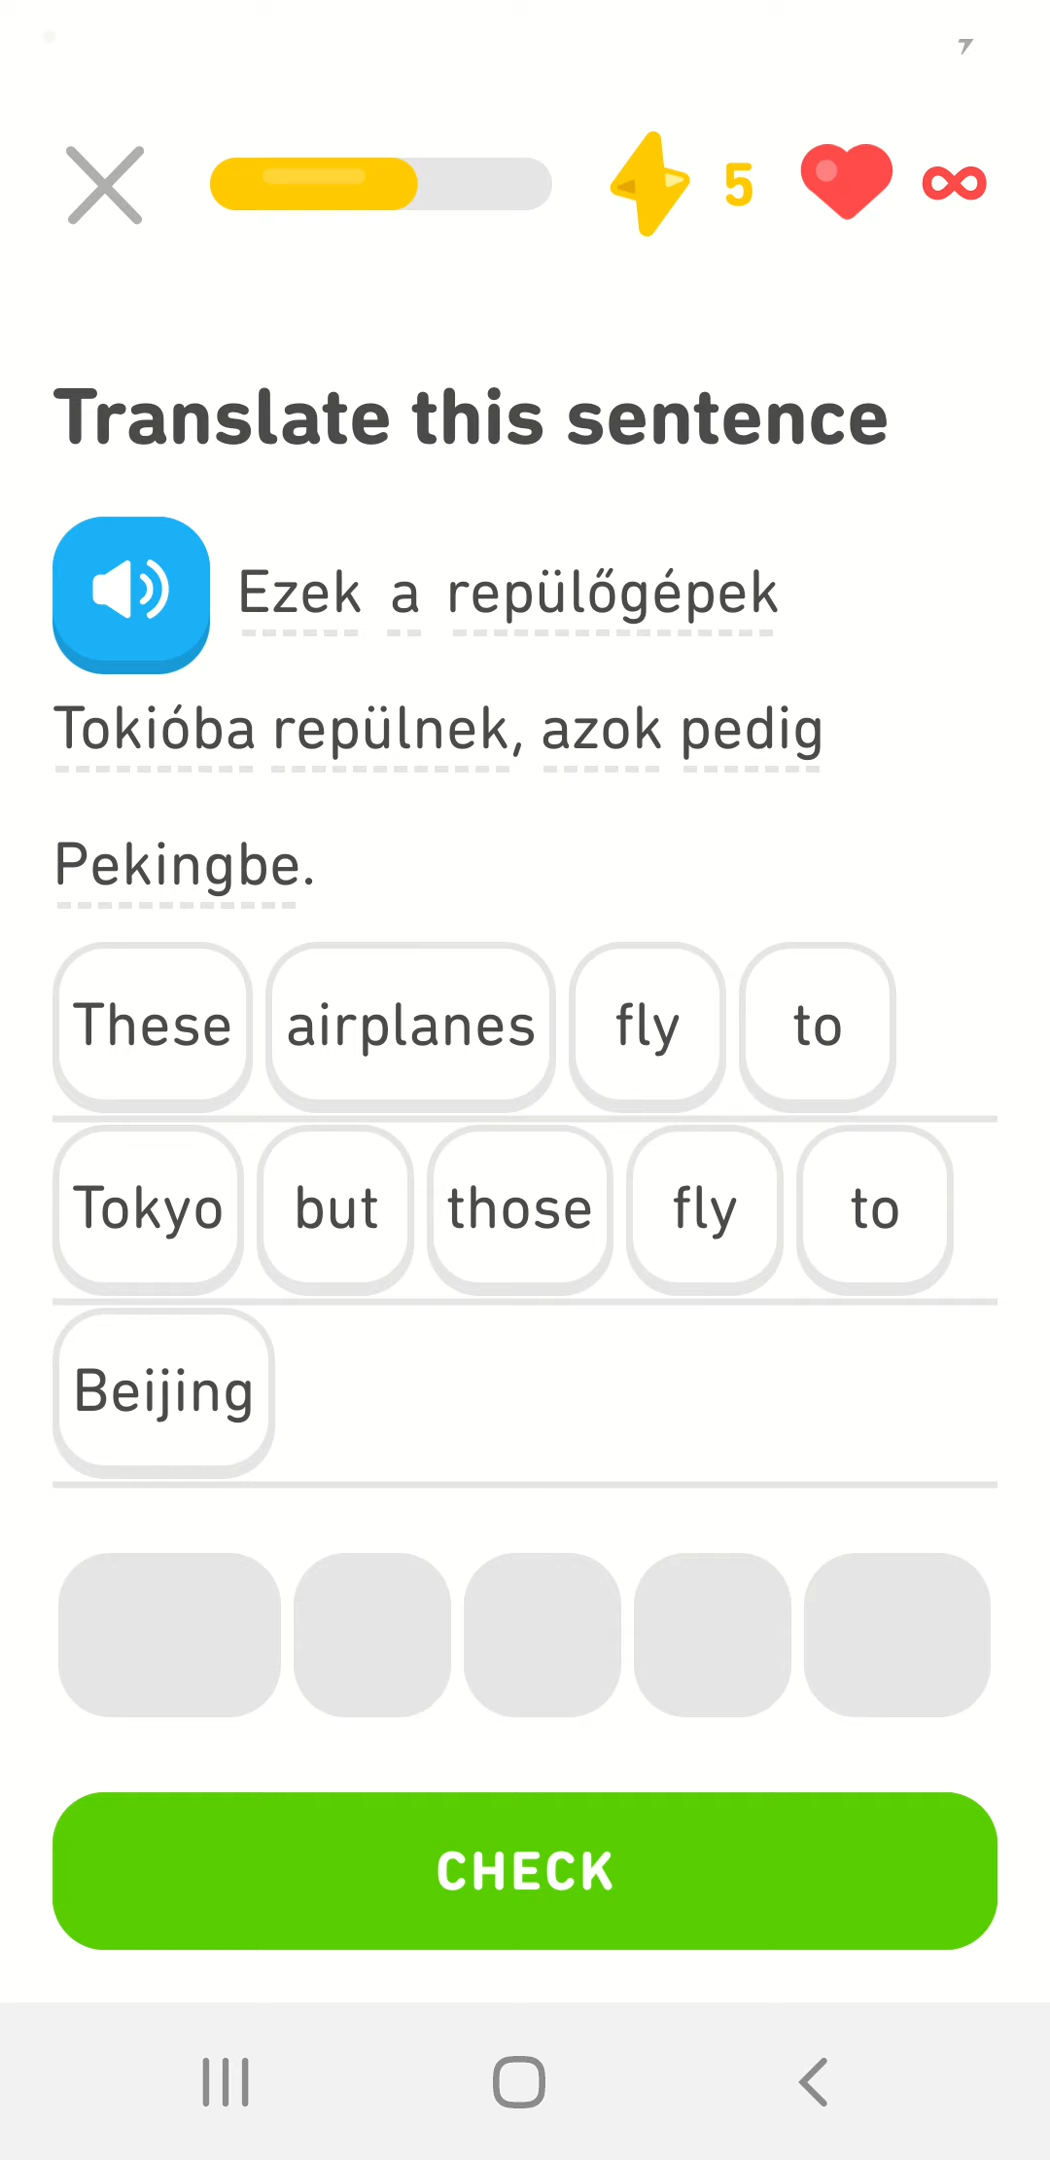 5
Translate this sentence
Ezek a repülőgépek
Tokióba repülnek, azok pedig
Pekingbe.
These airplanes fly to
Tokyo but those fly to
Beijing
CHECK